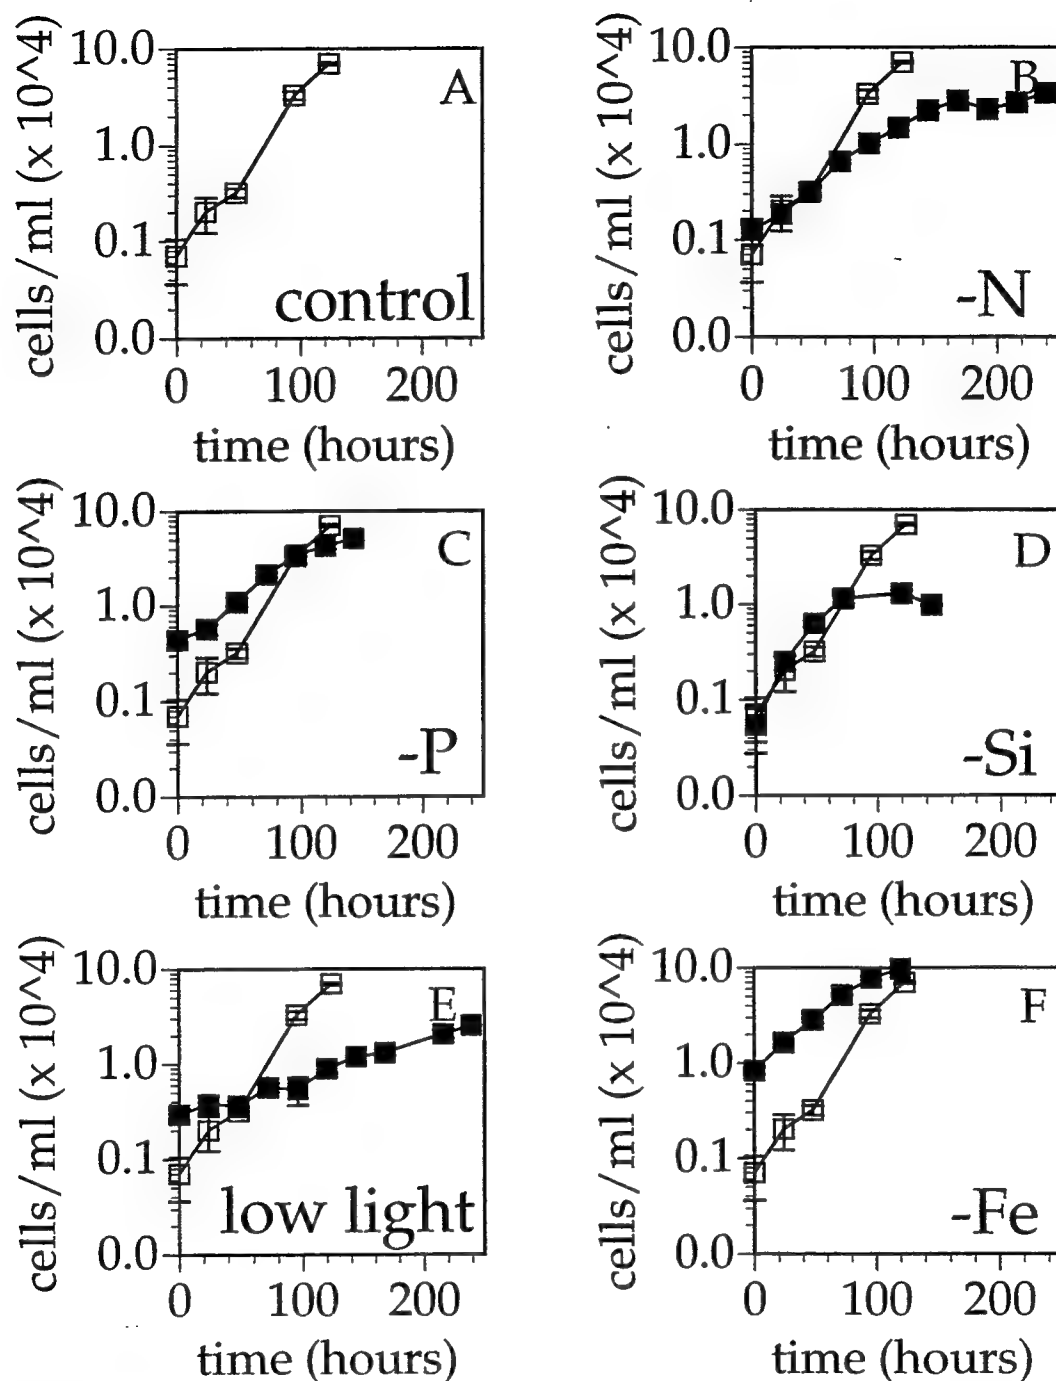 cells/ml (x 10^4)
10.0
1.0
0.1
0.0
A
control
0 100 200
time (hours)
cells/ml (x 10^4)
10.0
1.0
0.1
0.0
B
-N
0 100 200
time (hours)
cells/ml (x 10^4)
10.0
1.0
0.1
0.0
C
-P
0 100 200
time (hours)
cells/ml (x 10^4)
10.0
1.0
0.1
0.0
D
-Si
0 100 200
time (hours)
cells/ml (x 10^4)
10.0
1.0
0.1
0.0
E
low light
0 100 200
time (hours)
cells/ml (x 10^4)
10.0
1.0
0.1
0.0
F
-Fe
0 100 200
time (hours)